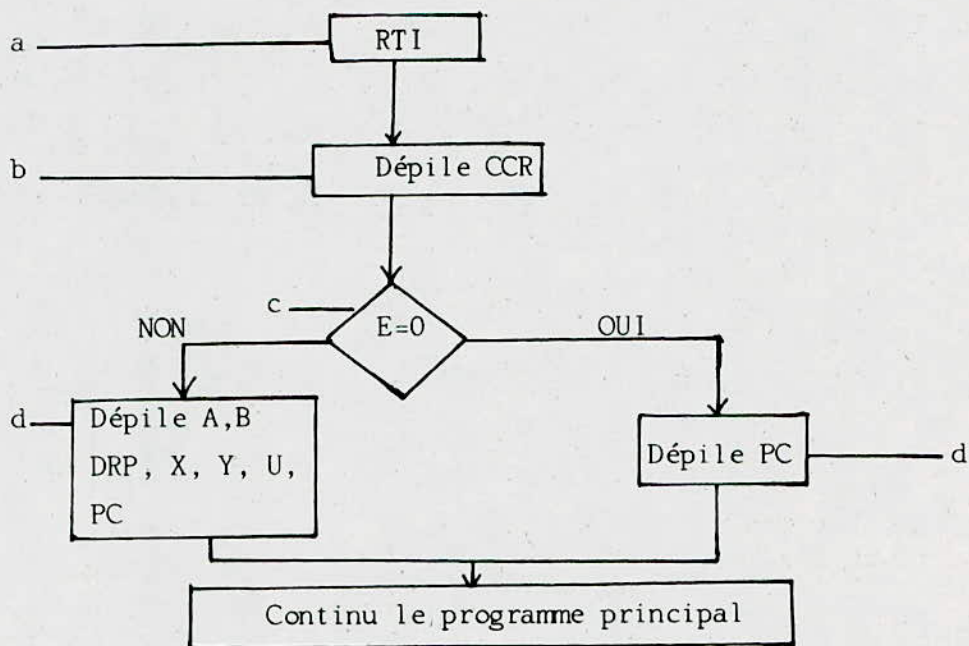 a
RTI
b
Dépile CCR
c
E=0
NON
OUI
d
Dépile A,B
DRP, X, Y, U,
PC
Dépile PC
d
Continu le programme principal